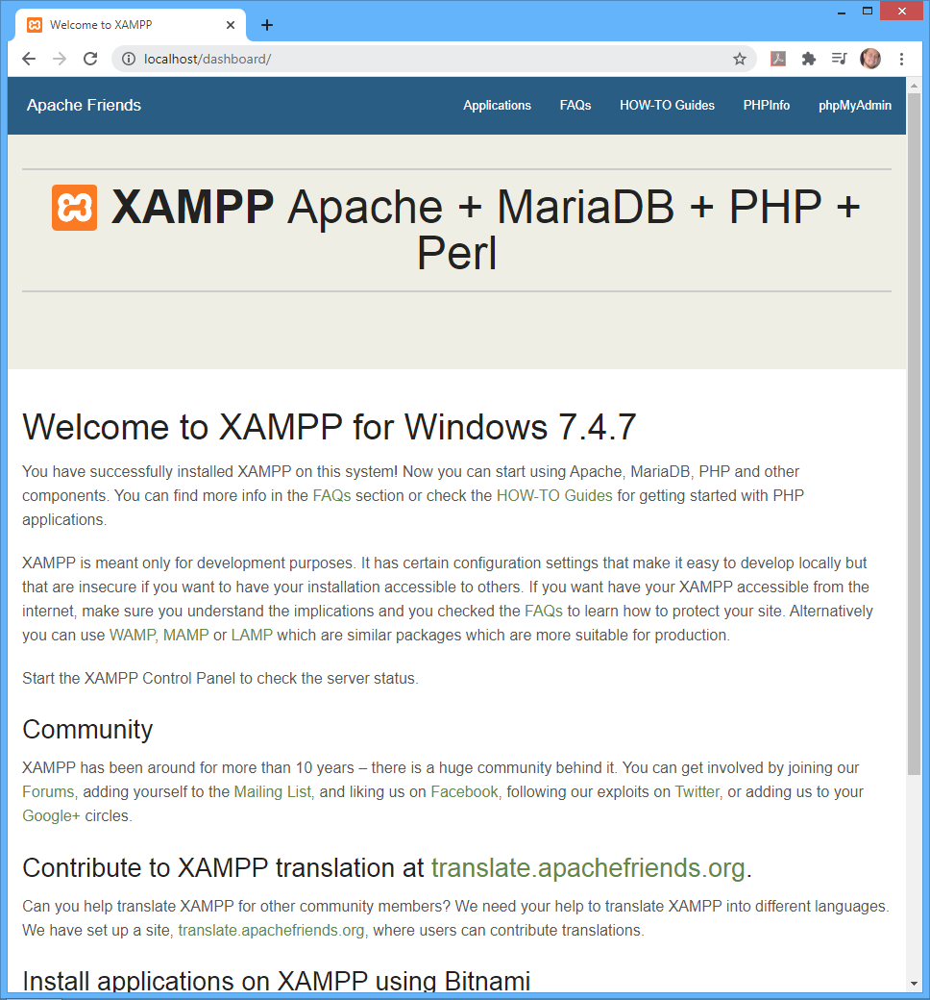 Welcome to XAMPP
localhost/dashboard/
Apache Friends
Applications
FAQs
HOW-TO Guides
PHPInfo
phpMyAdmin
XAMPP Apache + MariaDB + PHP +
Perl
Welcome to XAMPP for Windows 7.4.7
You have successfully installed XAMPP on this system! Now you can start using Apache, MariaDB, PHP and other
components. You can find more info in the FAQs section or check the HOW-TO Guides for getting started with PHP
applications.
XAMPP is meant only for development purposes. It has certain configuration settings that make it easy to develop locally but
that are insecure if you want to have your installation accessible to others. If you want have your XAMPP accessible from the
internet, make sure you understand the implications and you checked the FAQs to learn how to protect your site. Alternatively
you can use WAMP, MAMP or LAMP which are similar packages which are more suitable for production.
Start the XAMPP Control Panel to check the server status.
Community
XAMPP has been around for more than 10 years – there is a huge community behind it. You can get involved by joining our
Forums, adding yourself to the Mailing List, and liking us on Facebook, following our exploits on Twitter, or adding us to your
Google+ circles.
Contribute to XAMPP translation at translate.apachefriends.org.
Can you help translate XAMPP for other community members? We need your help to translate XAMPP into different languages.
We have set up a site, translate.apachefriends.org, where users can contribute translations.
Install applications on XAMPP using Bitnami